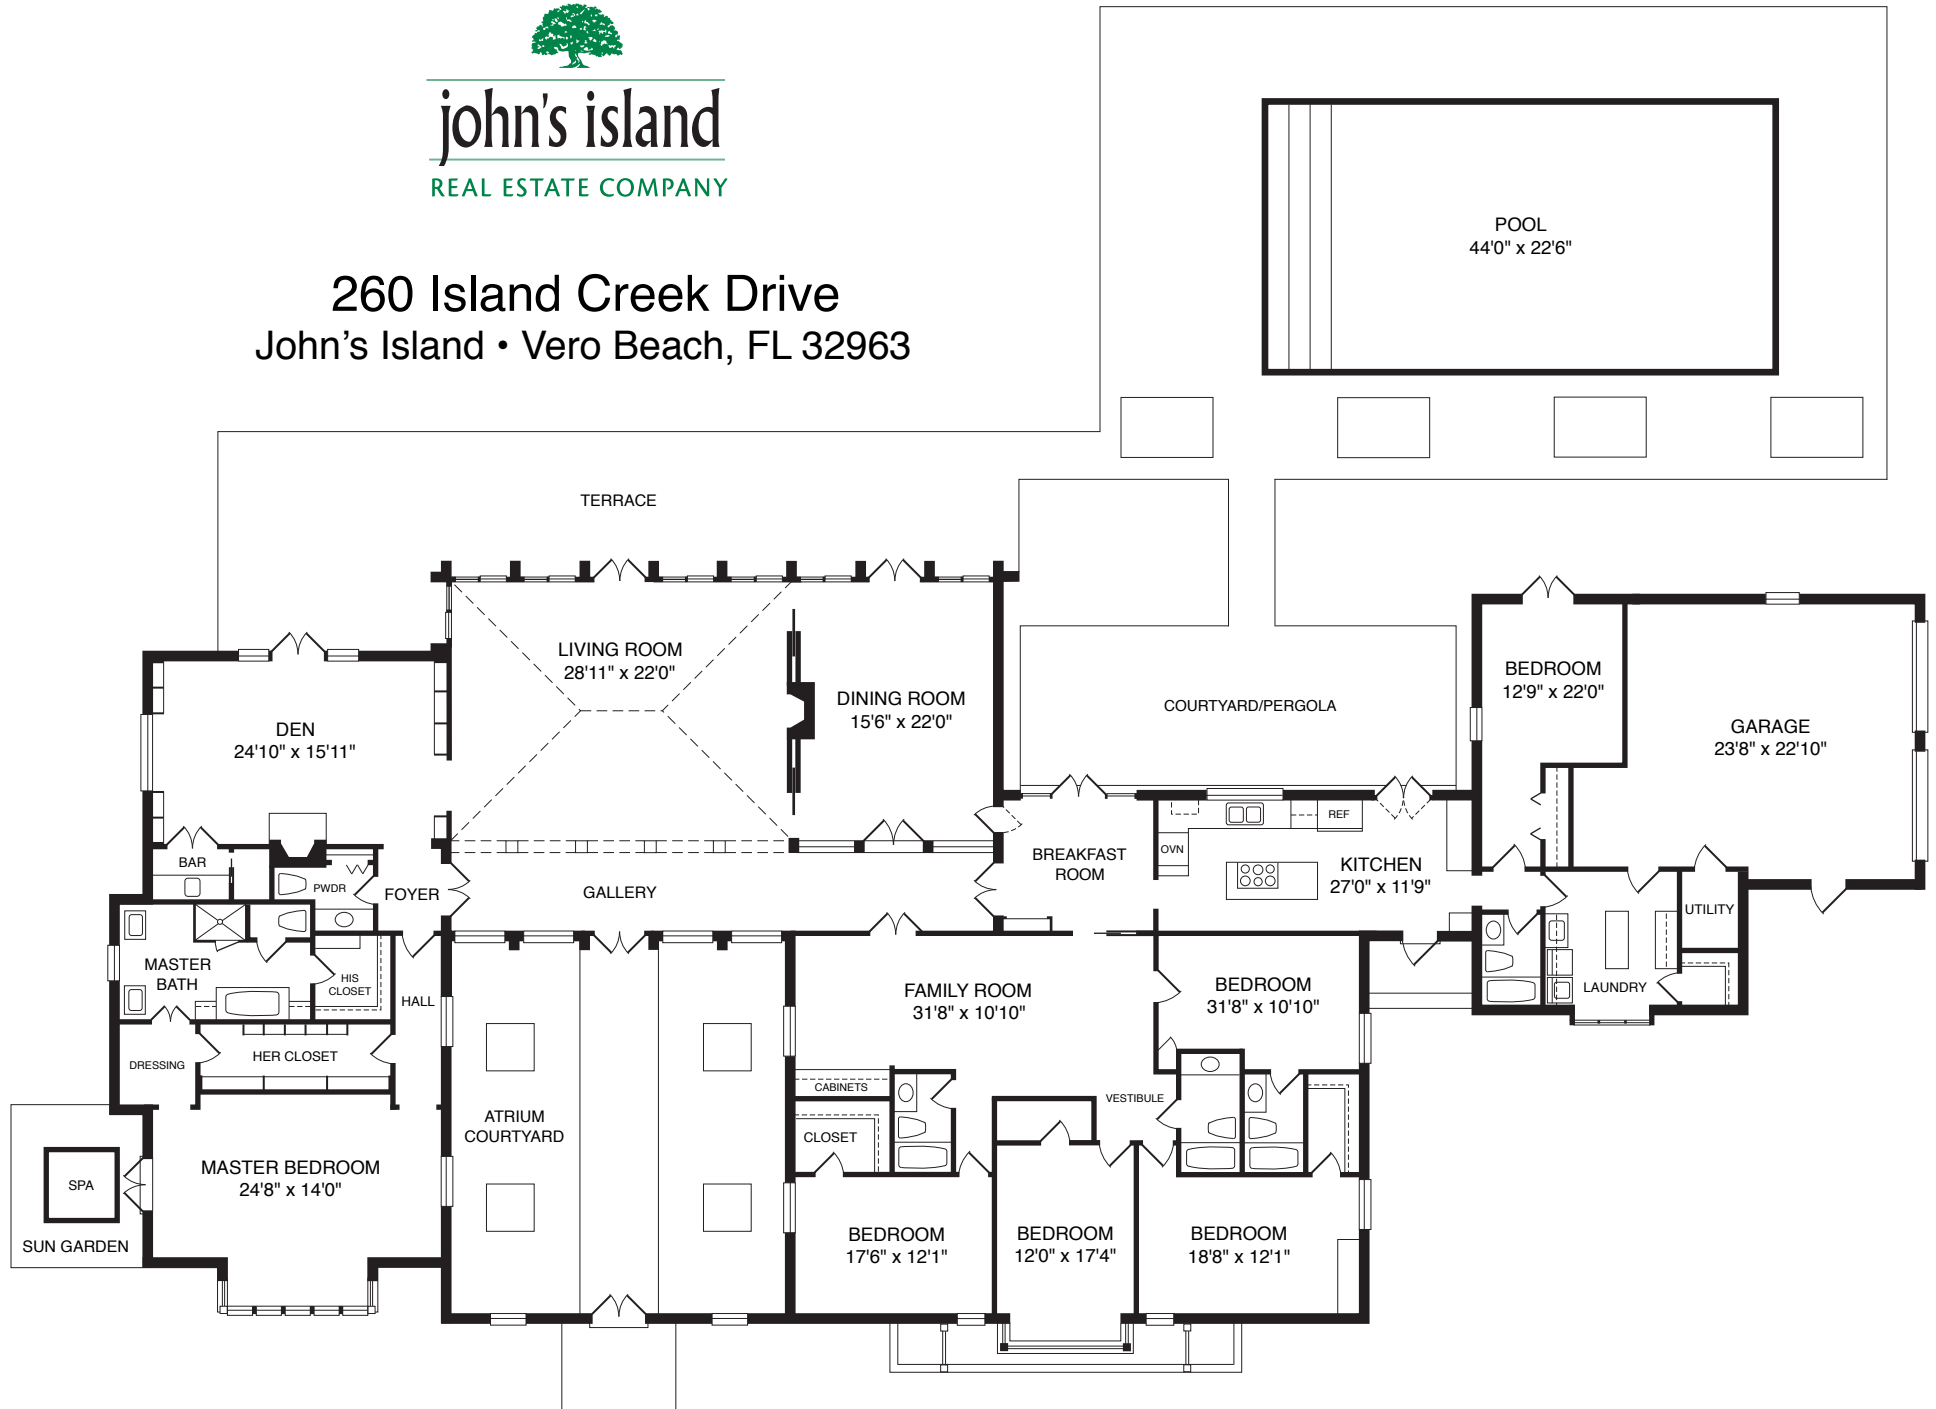 john's island
REAL ESTATE COMPANY
260 Island Creek Drive
John's Island • Vero Beach, FL 32963
POOL
44'0" x 22'6"
TERRACE
LIVING ROOM
28'11" x 22'0"
DINING ROOM
15'6" x 22'0"
COURTYARD/PERGOLA
BEDROOM
12'9" x 22'0"
GARAGE
23'8" x 22'10"
DEN
24'10" x 15'11"
BAR
PWDR
FOYER
GALLERY
BREAKFAST
ROOM
OVN
REF
KITCHEN
27'0" x 11'9"
UTILITY
LAUNDRY
MASTER
BATH
HIS
CLOSET
HALL
DRESSING
HER CLOSET
FAMILY ROOM
31'8" x 10'10"
BEDROOM
31'8" x 10'10"
CABINETS
CLOSET
VESTIBULE
ATRIUM
COURTYARD
MASTER BEDROOM
24'8" x 14'0"
SPA
SUN GARDEN
BEDROOM
17'6" x 12'1"
BEDROOM
12'0" x 17'4"
BEDROOM
18'8" x 12'1"